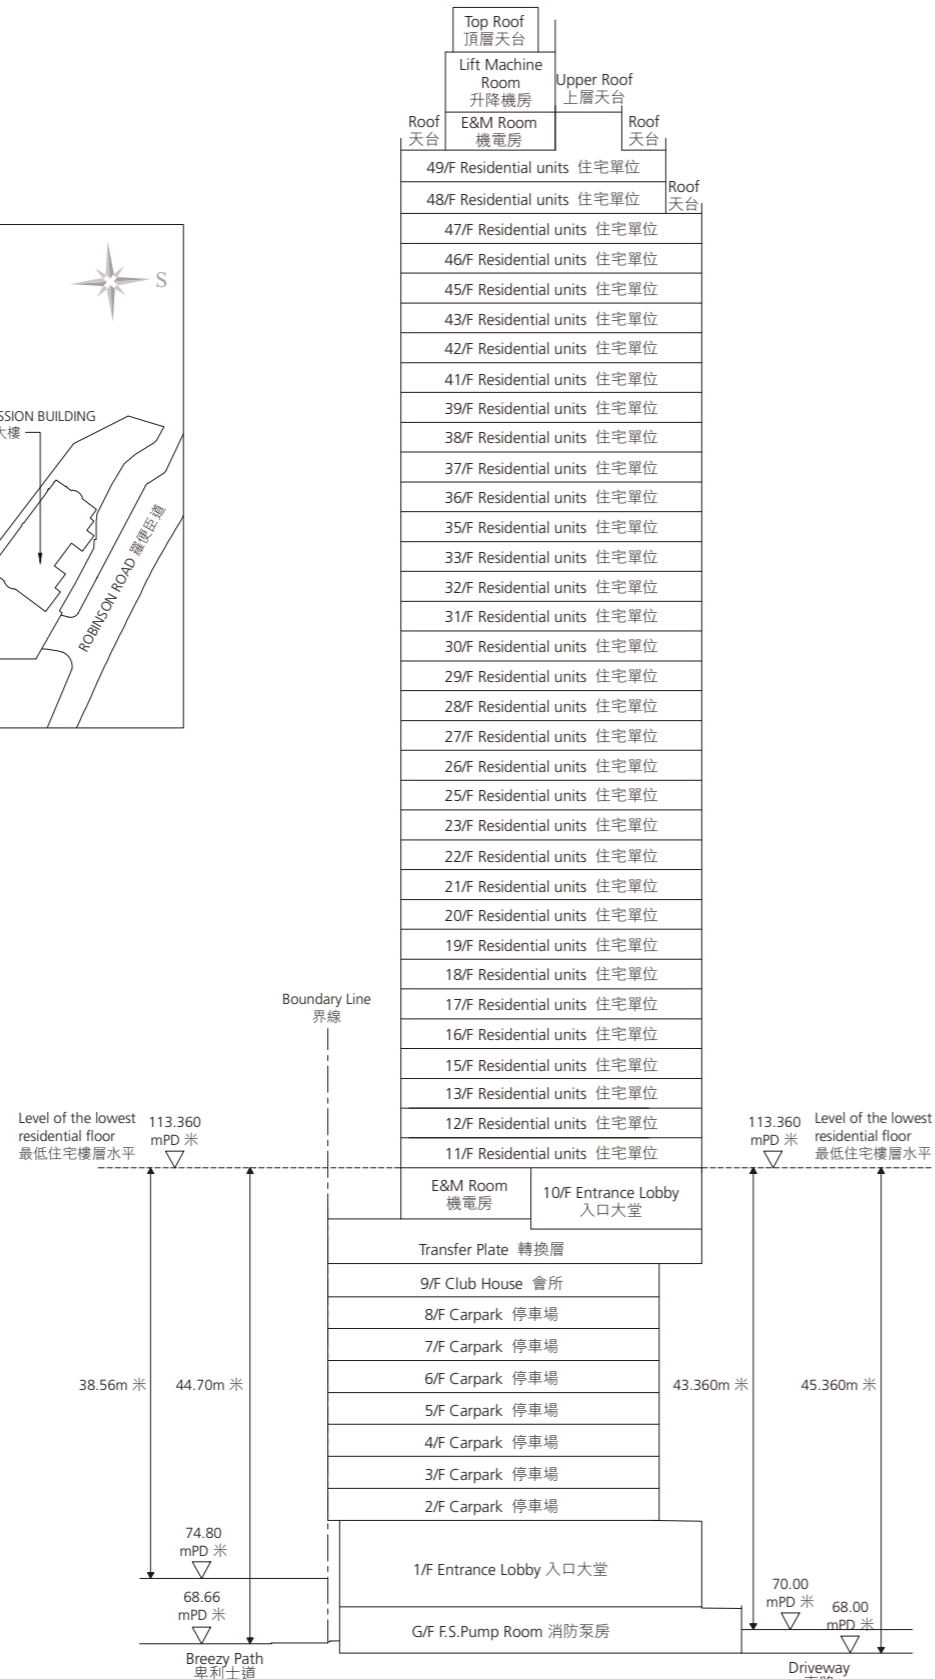 Top Roof
頂層天台
Lift Machine
Room
升降機房
Upper Roof
上層天台
Roof
天台
E&M Room
機電房
Roof
天台
49/F Residential units 住宅單位
48/F Residential units 住宅單位
Roof
天台
47/F Residential units 住宅單位
46/F Residential units 住宅單位
45/F Residential units 住宅單位
43/F Residential units 住宅單位
42/F Residential units 住宅單位
41/F Residential units 住宅單位
39/F Residential units 住宅單位
38/F Residential units 住宅單位
37/F Residential units 住宅單位
36/F Residential units 住宅單位
35/F Residential units 住宅單位
33/F Residential units 住宅單位
32/F Residential units 住宅單位
31/F Residential units 住宅單位
30/F Residential units 住宅單位
29/F Residential units 住宅單位
28/F Residential units 住宅單位
27/F Residential units 住宅單位
26/F Residential units 住宅單位
25/F Residential units 住宅單位
23/F Residential units 住宅單位
22/F Residential units 住宅單位
21/F Residential units 住宅單位
20/F Residential units 住宅單位
19/F Residential units 住宅單位
18/F Residential units 住宅單位
17/F Residential units 住宅單位
16/F Residential units 住宅單位
15/F Residential units 住宅單位
13/F Residential units 住宅單位
12/F Residential units 住宅單位
11/F Residential units 住宅單位
S
SSION BUILDING
大樓
ROBINSON ROAD 羅便臣道
Boundary Line
界線
Level of the lowest
residential floor
最低住宅樓層水平
113.360
mPD 米
113.360
mPD 米
Level of the lowest
residential floor
最低住宅樓層水平
E&M Room
機電房
10/F Entrance Lobby
入口大堂
Transfer Plate 轉換層
9/F Club House 會所
8/F Carpark 停車場
7/F Carpark 停車場
6/F Carpark 停車場
5/F Carpark 停車場
4/F Carpark 停車場
3/F Carpark 停車場
2/F Carpark 停車場
38.56m 米
44.70m 米
43.360m 米
45.360m 米
1/F Entrance Lobby 入口大堂
G/F F.S.Pump Room 消防泵房
74.80
mPD 米
68.66
mPD 米
Breezy Path
卑利士道
70.00
mPD 米
68.00
mPD 米
Driveway